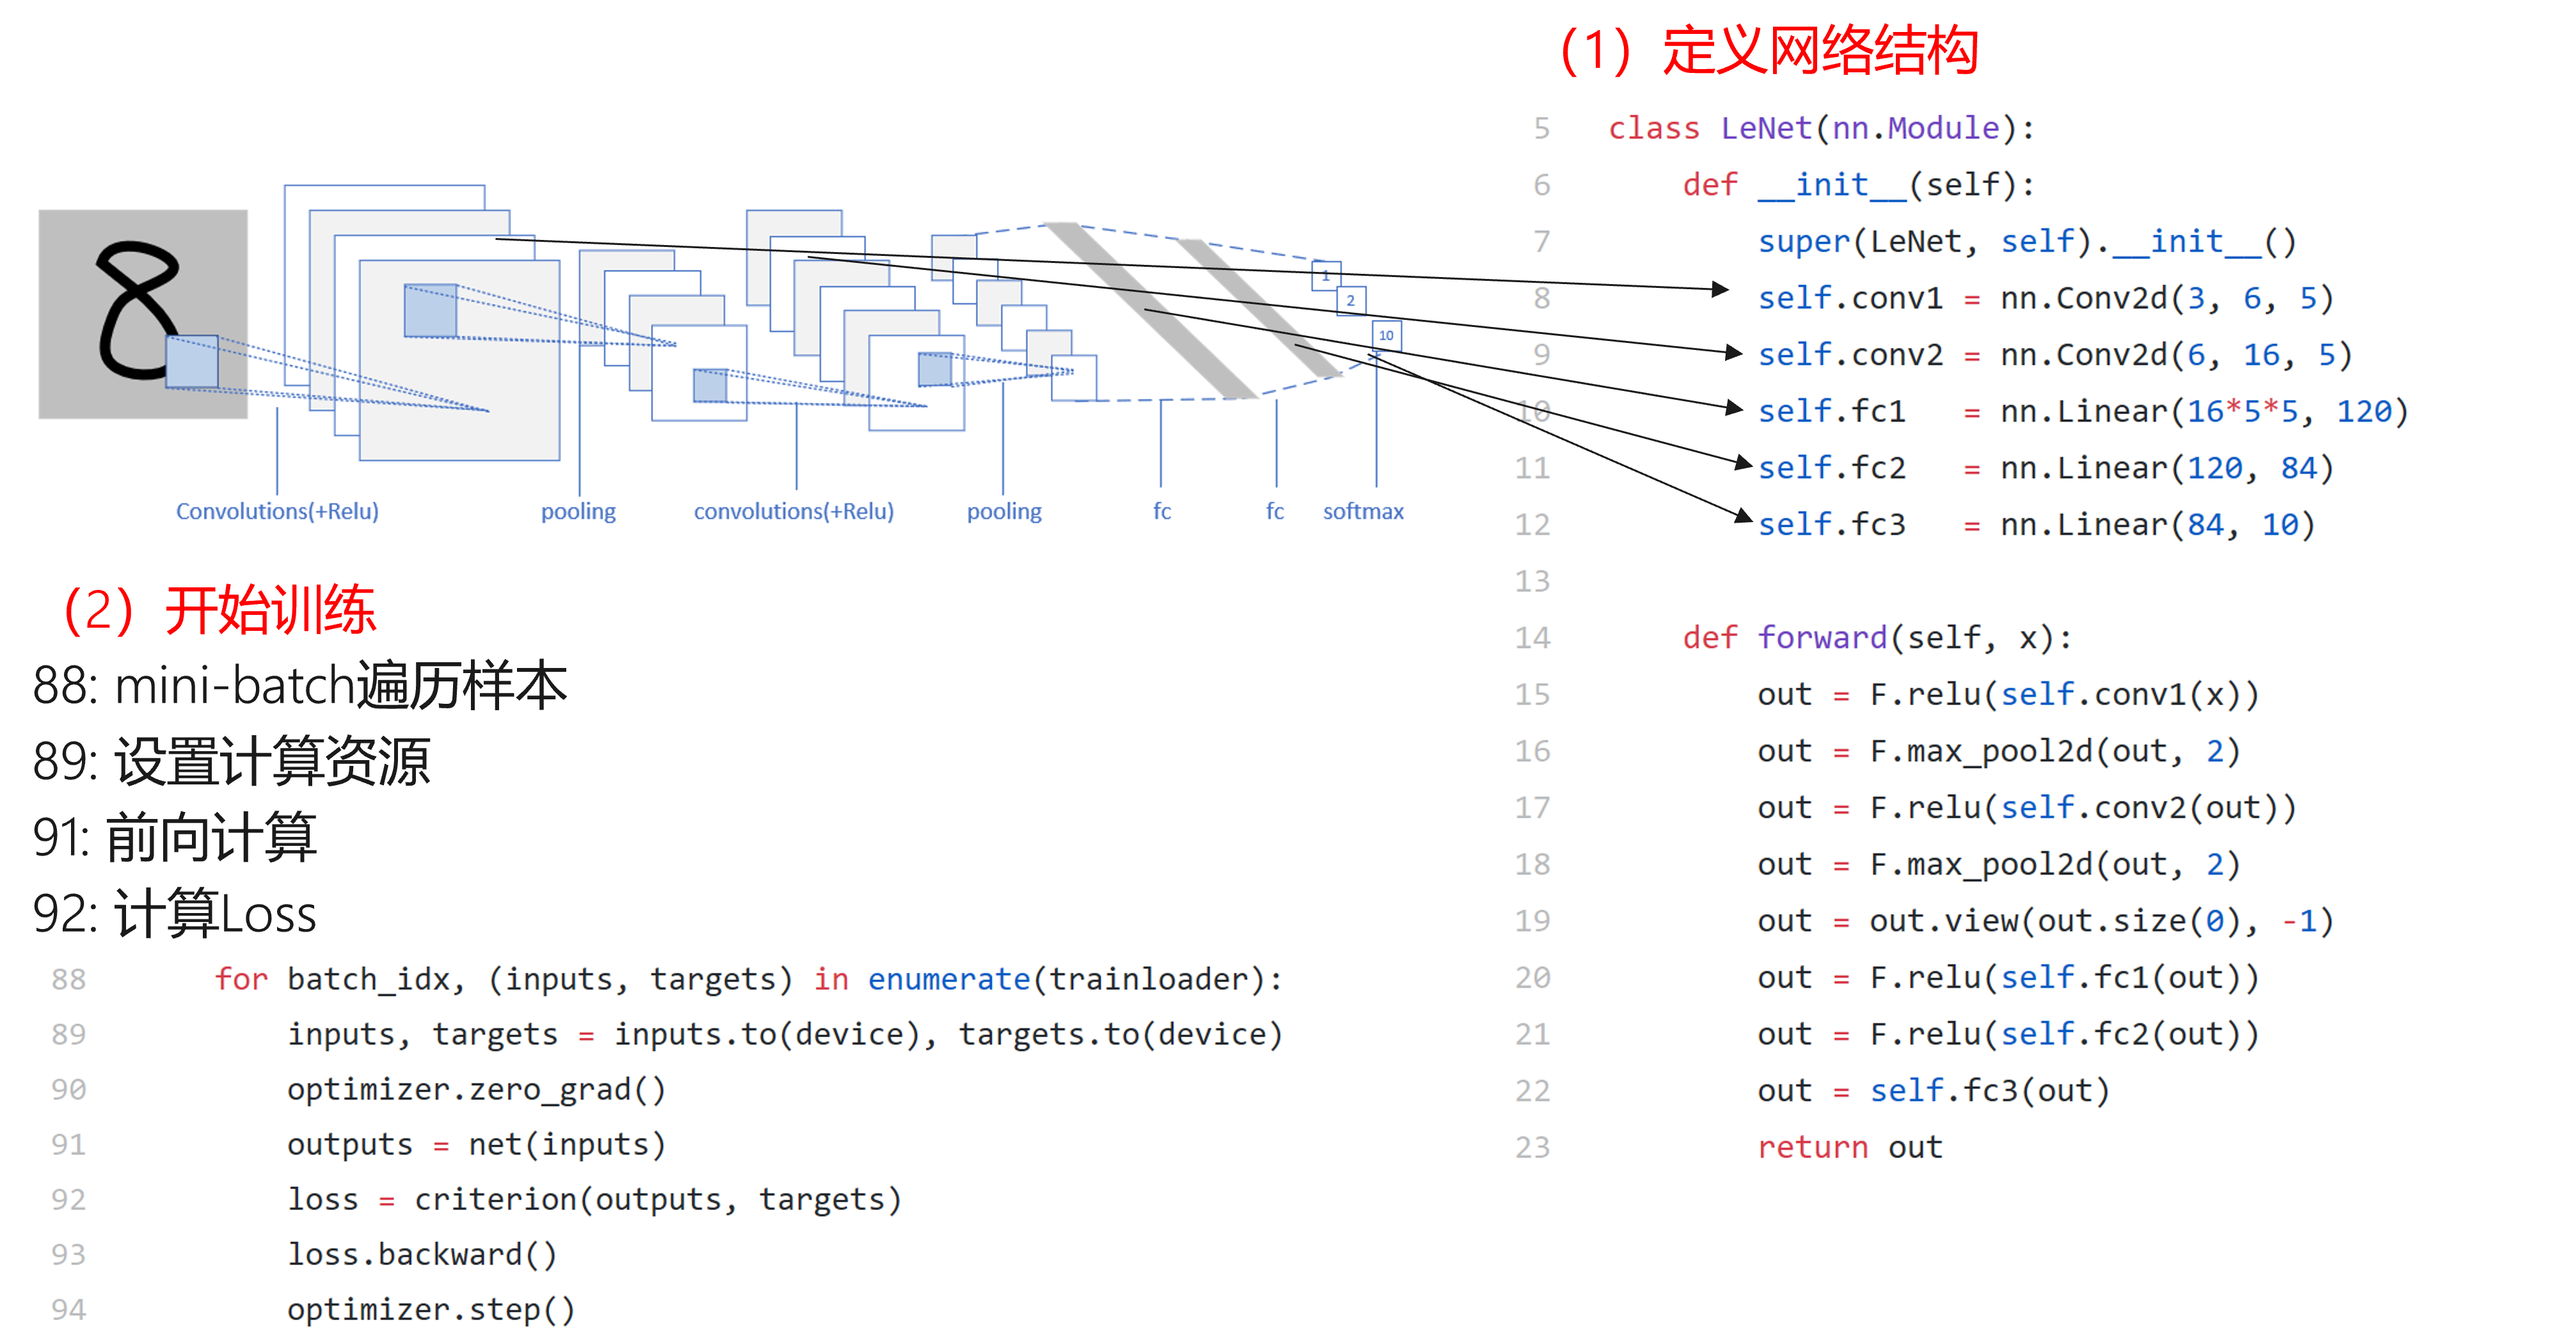 (1)定义网络结构
5 class LeNet(nn.Module):
6 def __init__(self):
7 super(LeNet, self).__init__()
8 self.conv1 = nn.Conv2d(3, 6, 5)
9 self.conv2 = nn.Conv2d(6, 16, 5)
10 self.fc1 = nn.Linear(16*5*5, 120)
11 self.fc2 = nn.Linear(120, 84)
12 self.fc3 = nn.Linear(84, 10)
13
14 def forward(self, x):
15 out = F.relu(self.conv1(x))
16 out = F.max_pool2d(out, 2)
17 out = F.relu(self.conv2(out))
18 out = F.max_pool2d(out, 2)
19 out = out.view(out.size(0), -1)
20 out = F.relu(self.fc1(out))
21 out = F.relu(self.fc2(out))
22 out = self.fc3(out)
23 return out
8
1
2
10
Convolutions(+Relu) pooling convolutions(+Relu) pooling fc fc softmax
(2)开始训练
88: mini-batch遍历样本
89: 设置计算资源
91: 前向计算
92: 计算Loss
88 for batch_idx, (inputs, targets) in enumerate(trainloader):
89 inputs, targets = inputs.to(device), targets.to(device)
90 optimizer.zero_grad()
91 outputs = net(inputs)
92 loss = criterion(outputs, targets)
93 loss.backward()
94 optimizer.step()